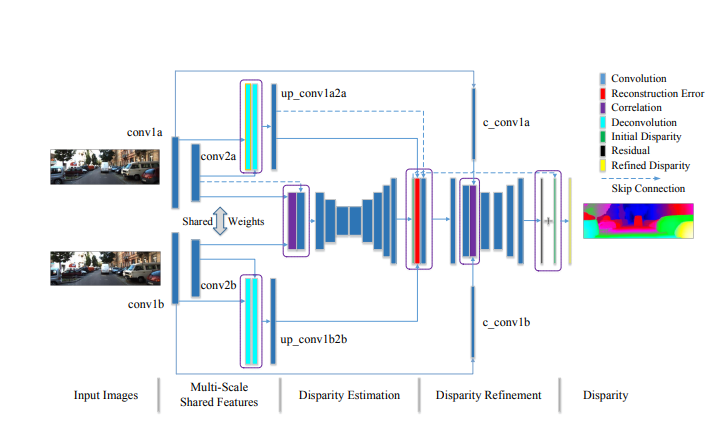 up_conv1a2a
conv1a
conv2a
c_conv1a
Convolution
Reconstruction Error
Correlation
Deconvolution
Initial Disparity
Residual
Refined Disparity
Skip Connection
Shared Weights
+
conv2b
conv1b
up_conv1b2b
c_conv1b
Input Images
Multi-Scale
Shared Features
Disparity Estimation
Disparity Refinement
Disparity